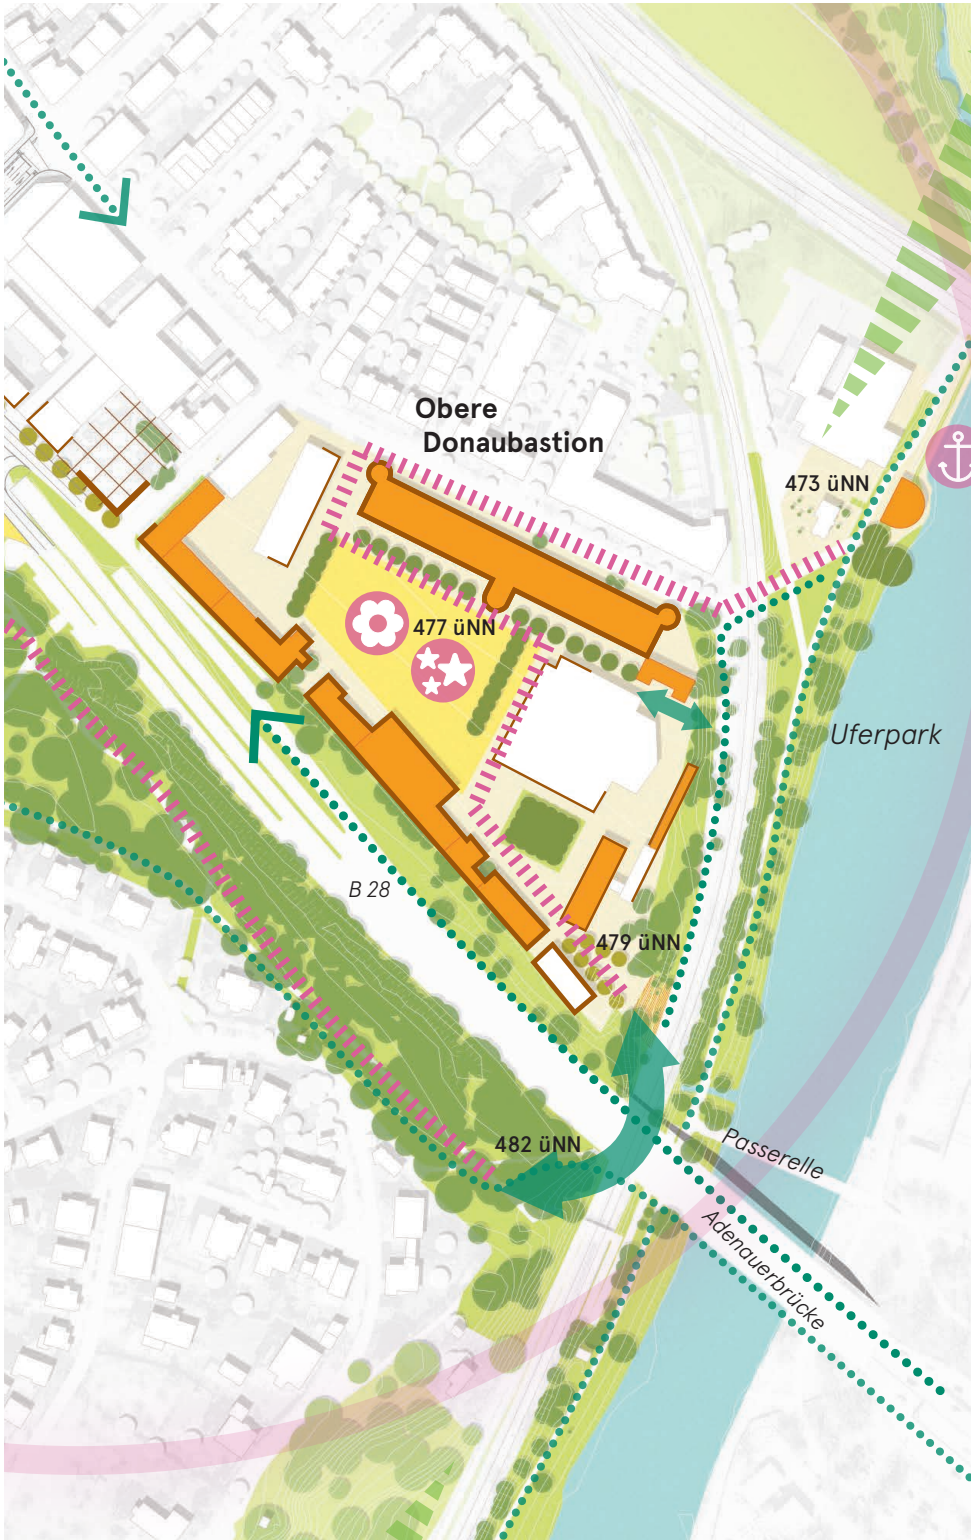 Obere
Donaubastion
473 üNN
477 üNN
Uferpark
B 28
479 üNN
482 üNN
Passerelle
Adenauerbrücke